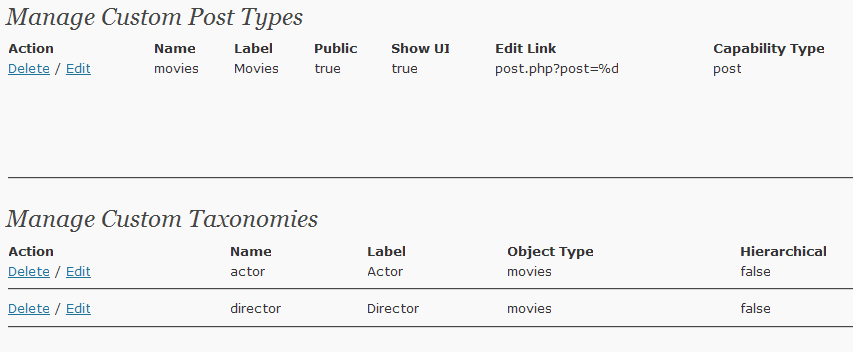 Manage Custom Post Types
Action Name Label Public Show UI Edit Link Capability Type
Delete / Edit movies Movies true true post.php?post=%d post
Manage Custom Taxonomies
Action Name Label Object Type Hierarchical
Delete / Edit actor Actor movies false
Delete / Edit director Director movies false